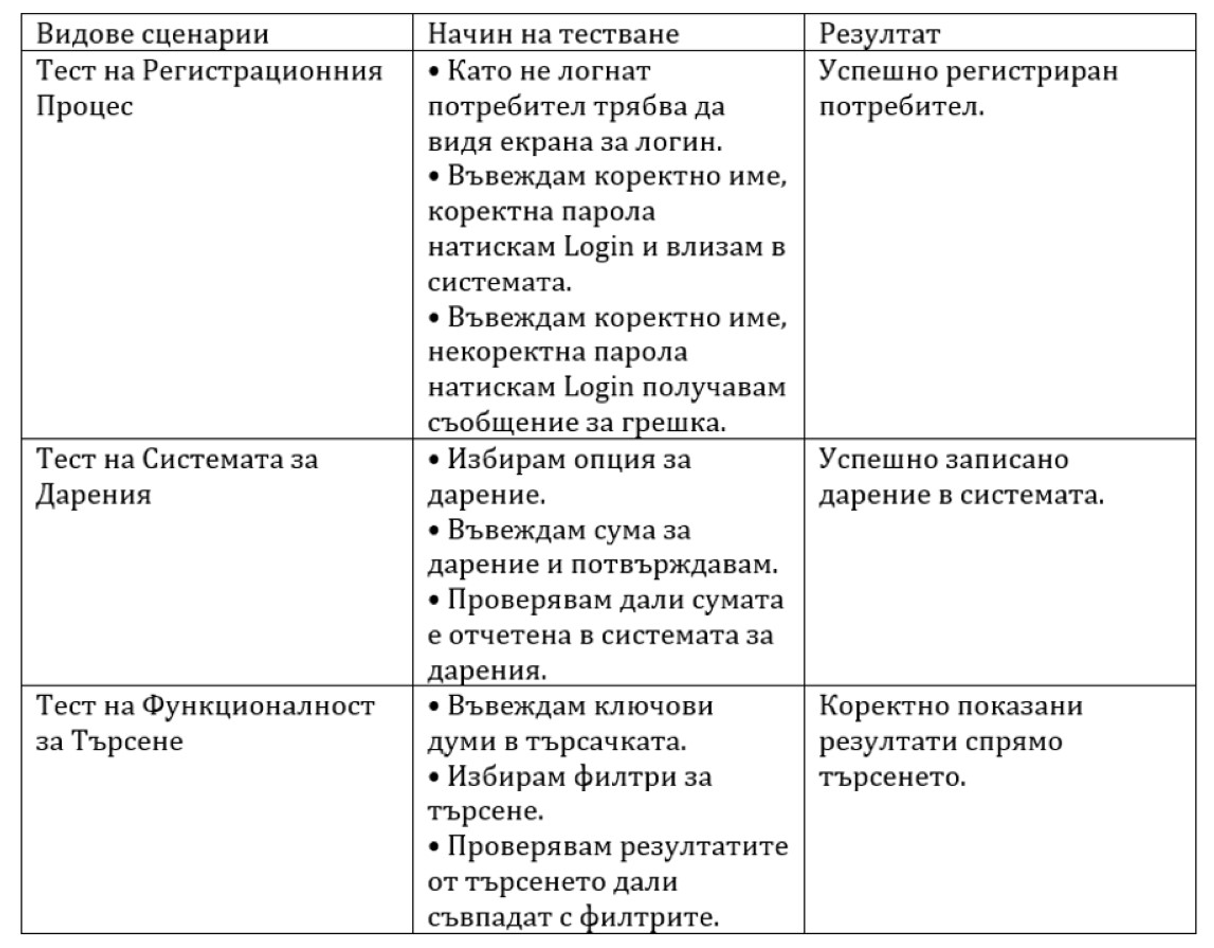 Видове сценарии
Начин на тестване
Резултат
Тест на Регистрационния
Процес
• Като не логнат
потребител трябва да
видя екрана за логин.
• Въвеждам коректно име,
коректна парола
натискам Login и влизам в
системата.
• Въвеждам коректно име,
некоректна парола
натискам Login получавам
съобщение за грешка.
Успешно регистриран
потребител.
Тест на Системата за
Дарения
• Избирам опция за
дарение.
• Въвеждам сума за
дарение и потвърждавам.
• Проверявам дали сумата
е отчетена в системата за
дарения.
Успешно записано
дарение в системата.
Тест на Функционалност
за Търсене
• Въвеждам ключови
думи в търсачката.
• Избирам филтри за
търсене.
• Проверявам резултатите
от търсенето дали
съвпадат с филтрите.
Коректно показани
резултати спрямо
търсенето.